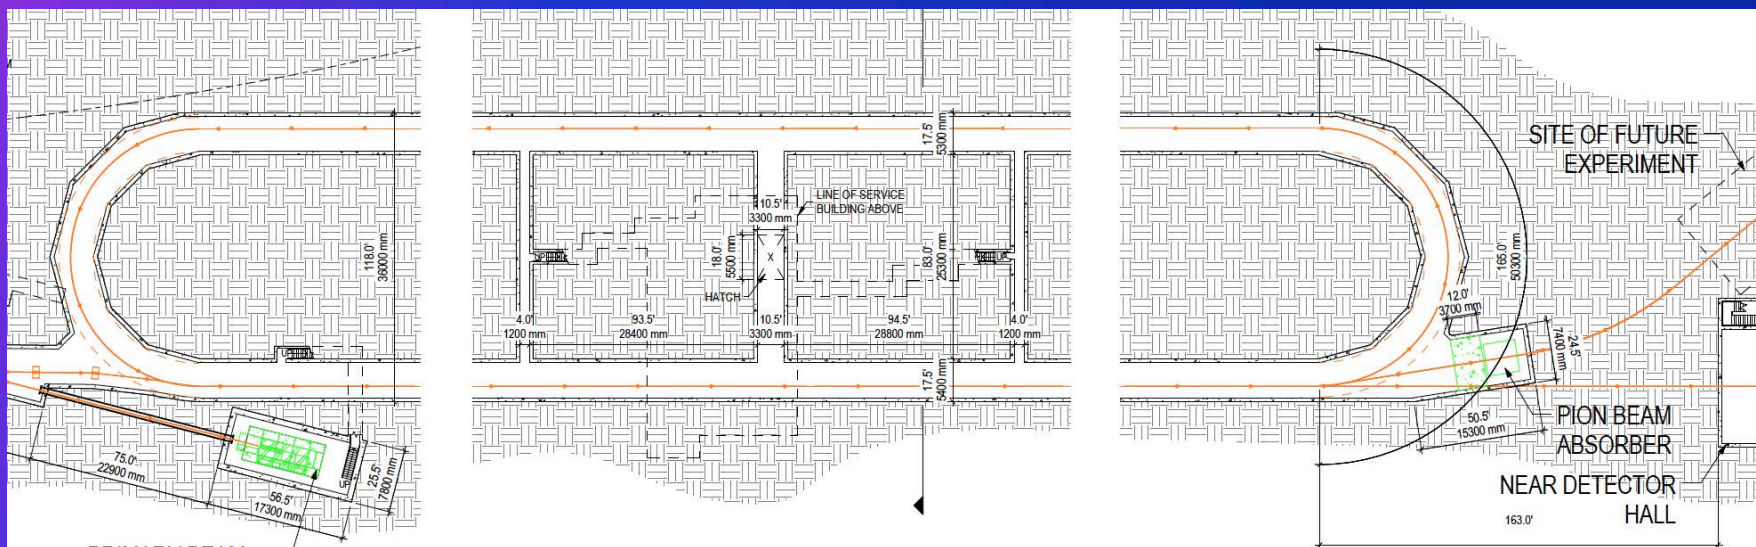 118.0'
36000 mm
UP
75.0'
22900 mm
56.5'
17300 mm
25.5'
7800 mm
UP
17.5'
5300 mm
LINE OF SERVICE
BUILDING ABOVE
10.5'
3300 mm
18.0'
5500 mm
X
UP
UP
83.0'
25300 mm
HATCH
4.0'
1200 mm
93.5'
28400 mm
10.5'
3300 mm
94.5'
28800 mm
4.0'
1200 mm
17.5'
5400 mm
SITE OF FUTURE
EXPERIMENT
165.0'
50300 mm
12.0'
3700 mm
24.5'
7400 mm
50.5'
15300 mm
PION BEAM
ABSORBER
NEAR DETECTOR
HALL
163.0'